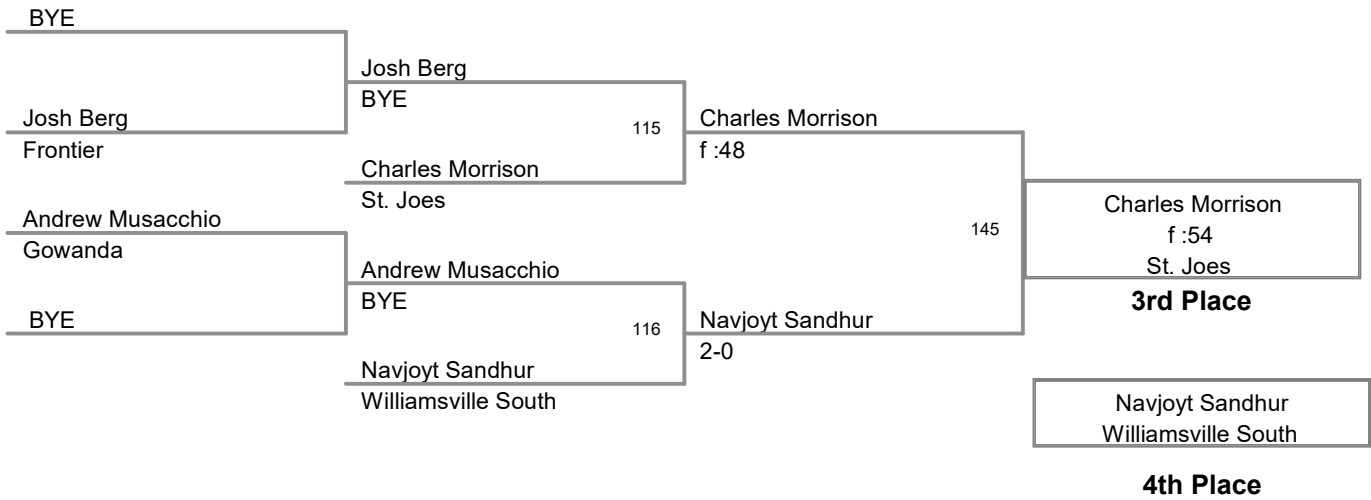 BYE
Josh Berg
BYE
Josh Berg
Frontier
115
Charles Morrison
f :48
Charles Morrison
St. Joes
Andrew Musacchio
Gowanda
145
Charles Morrison
f :54
St. Joes
3rd Place
Andrew Musacchio
BYE
BYE
116
Navjoyt Sandhur
2-0
Navjoyt Sandhur
Williamsville South
Navjoyt Sandhur
Williamsville South
4th Place